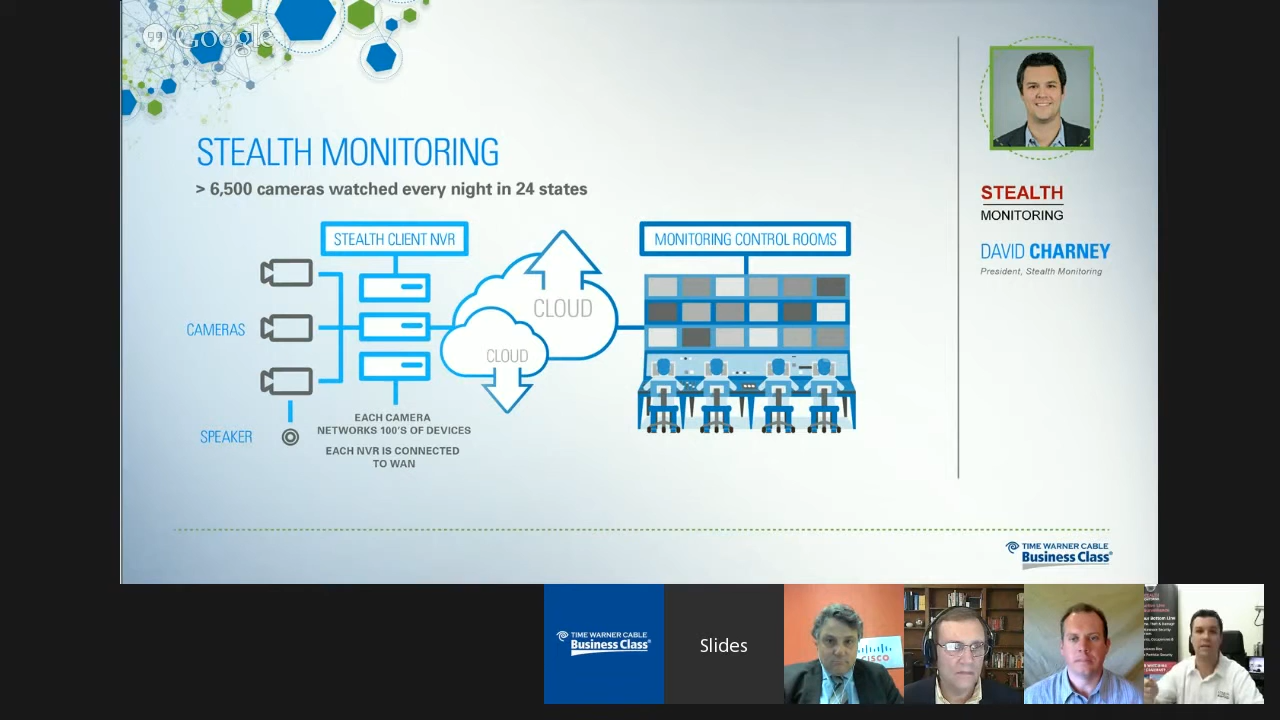 Google
STEALTH MONITORING
> 6,500 cameras watched every night in 24 states
STEALTH CLIENT NVR
MONITORING CONTROL ROOMS
CLOUD
CAMERAS
CLOUD
SPEAKER
EACH CAMERA
NETWORKS 100'S OF DEVICES
EACH NVR IS CONNECTED
TO WAN
STEALTH
MONITORING
DAVID CHARNEY
President, Stealth Monitoring
TIME WARNER CABLE
Business Class®
TIME WARNER CABLE
Business Class®
Slides
CISCO